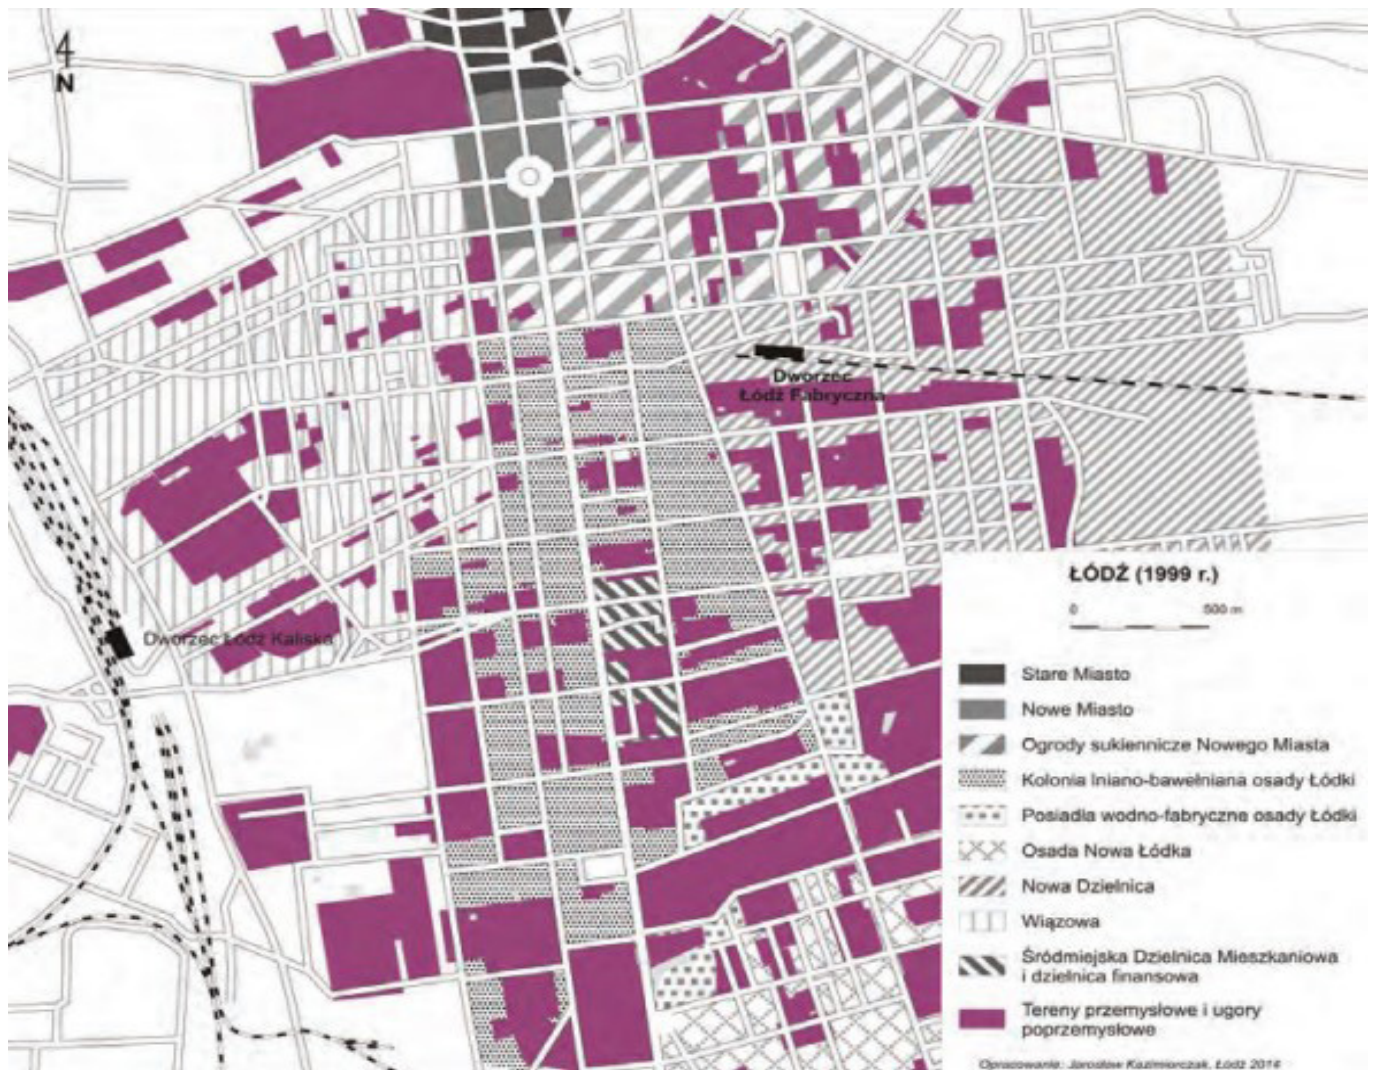 N
Dworzec
Łódź Fabryczna
Dworzec Łódź Kaliska
ŁÓDŹ (1999 r.)
0 500 m
Stare Miasto
Nowe Miasto
Ogrody sukiennicze Nowego Miasta
Kolonia lniano-bawełniana osady Łódki
Posiadła wodno-fabryczne osady Łódki
Osada Nowa Łódka
Nowa Dzielnica
Wiązowa
Śródmiejska Dzielnica Mieszkaniowa
i dzielnica finansowa
Tereny przemysłowe i ugory
poprzemysłowe
Opracowanie: Jarosław Kazimierczak, Łódź 2014